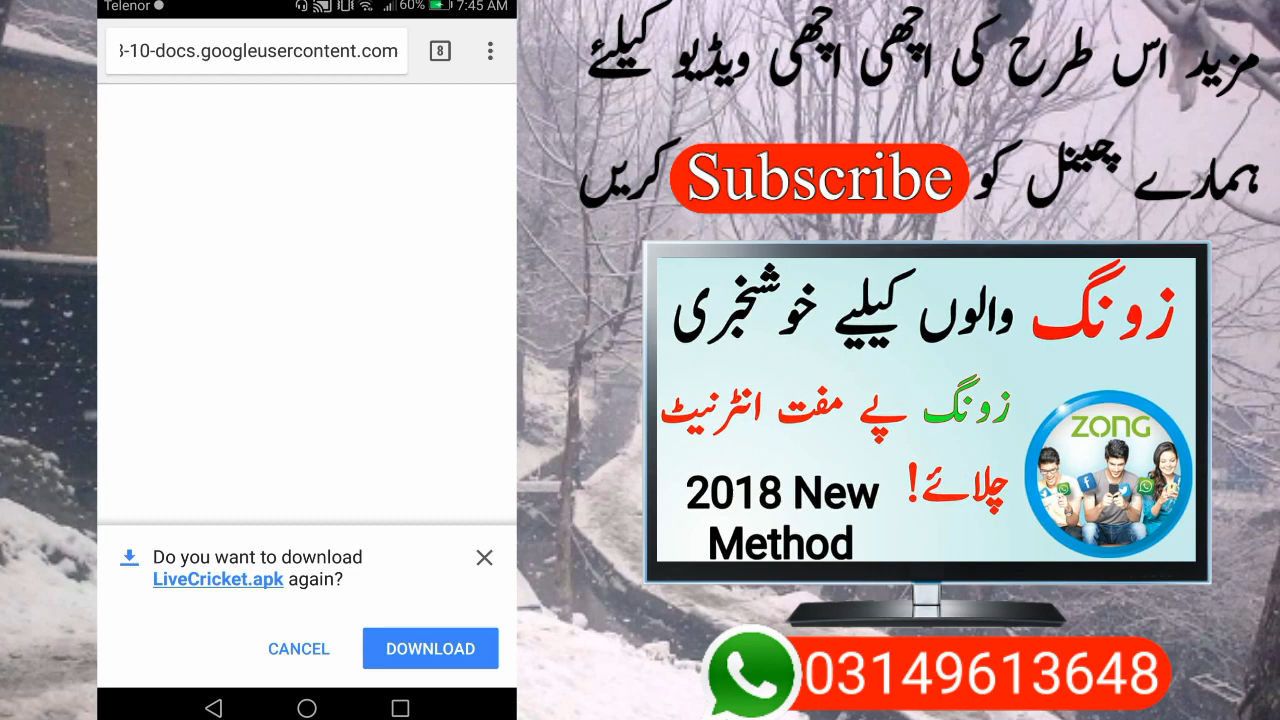 Telenor 60% 7:45 AM
3-10-docs.googleusercontent.com 8
Do you want to download
LiveCricket.apk again?
CANCEL DOWNLOAD
مزید اس طرح کی اچھی اچھی ویڈیو کیلئے
ہمارے چینل کو Subscribe کریں
زونگ والوں کیلیے خوشخبری
زونگ پے مفت انٹرنیٹ
چلائے!
2018 New
Method
ZONG
03149613648